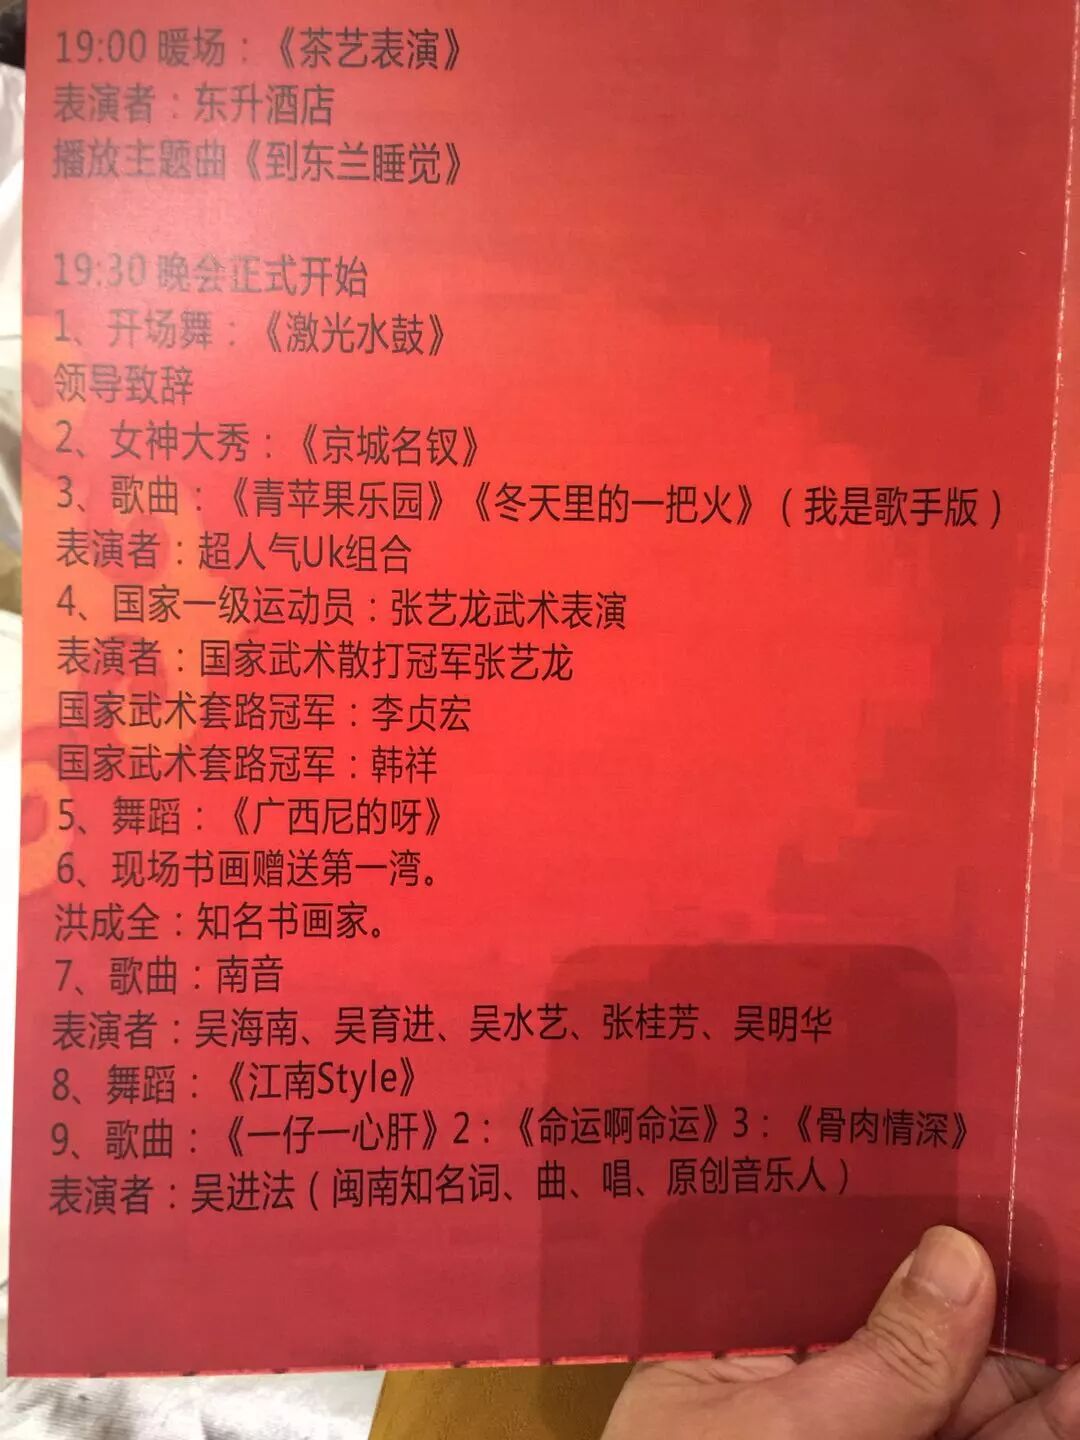 19:00 暖场：《茶艺表演》
表演者：东升酒店
播放主题曲《到东兰睡觉》
19:30 晚会正式开始
1、开场舞：《激光水鼓》
领导致辞
2、女神大秀：《京城名钗》
3、歌曲：《青苹果乐园》《冬天里的一把火》（我是歌手版）
表演者：超人气Uk组合
4、国家一级运动员：张艺龙武术表演
表演者：国家武术散打冠军张艺龙
国家武术套路冠军：李贞宏
国家武术套路冠军：韩祥
5、舞蹈：《广西尼的呀》
6、现场书画赠送第一湾。
洪成全：知名书画家。
7、歌曲：南音
表演者：吴海南、吴育进、吴水艺、张桂芳、吴明华
8、舞蹈：《江南Style》
9、歌曲：《一仔一心肝》2：《命运啊命运》3：《骨肉情深》
表演者：吴进法（闽南知名词、曲、唱、原创音乐人）